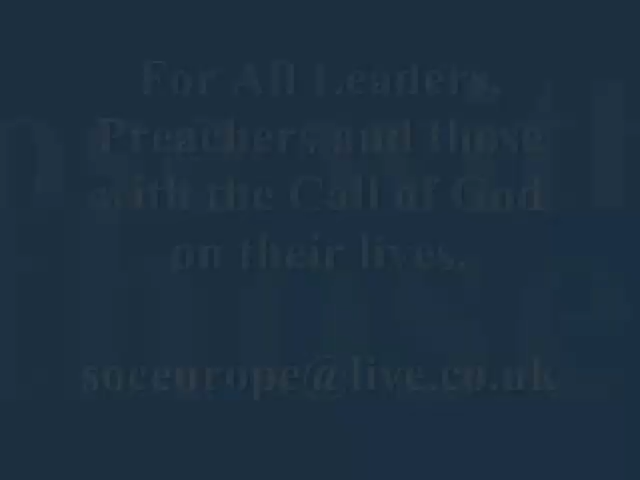 For All Leaders,
Preachers and those
with the Call of God
on their lives.
soceurope@live.co.uk